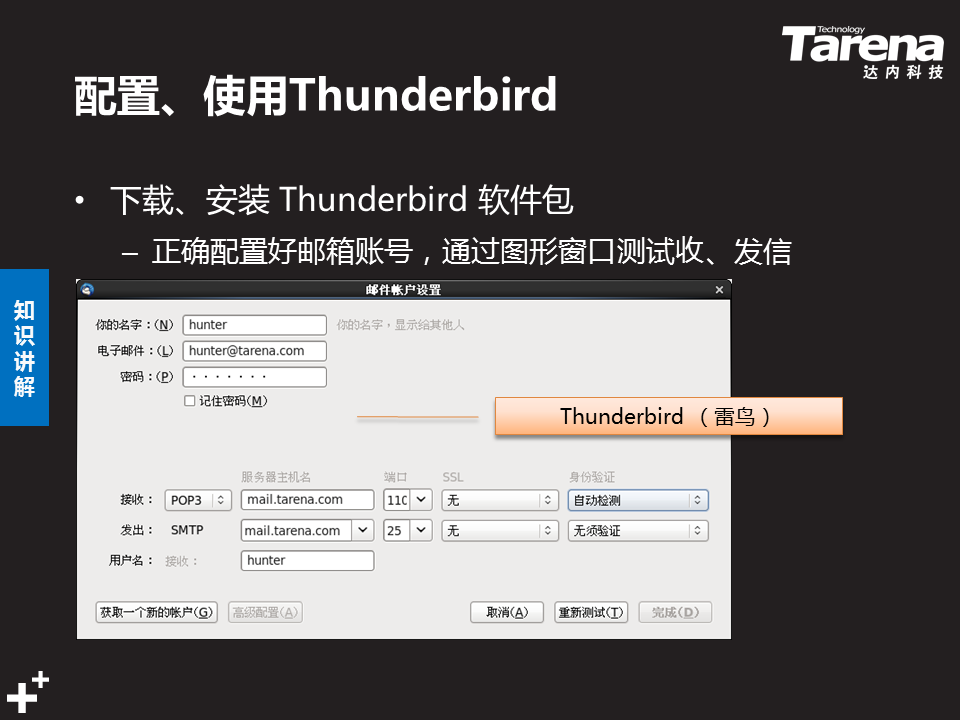 Technology
Tarena
达内科技
配置、使用Thunderbird
• 下载、安装 Thunderbird 软件包
– 正确配置好邮箱账号，通过图形窗口测试收、发信
知识讲解
邮件帐户设置 ×
你的名字：(N) hunter 你的名字，显示给其他人
电子邮件：(L) hunter@tarena.com
密码：(P) ·······
记住密码(M)
Thunderbird （雷鸟）
服务器主机名 端口 SSL 身份验证
接收： POP3 mail.tarena.com 110 无 自动检测
发出： SMTP mail.tarena.com 25 无 无须验证
用户名： 接收： hunter
获取一个新的帐户(G) 高级配置(A) 取消(A) 重新测试(T) 完成(D)